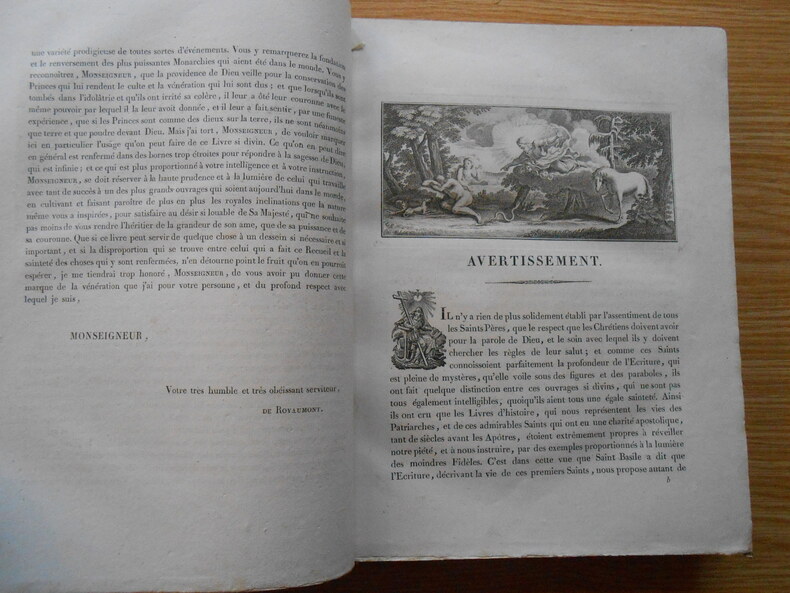 une variété prodigieuse de toutes sortes d'événemens. Vous y remarquerez la fondation
et le renversement des plus puissantes Monarchies qui aient été dans le monde. Vous y
reconnoîtrez, MONSEIGNEUR, que la providence de Dieu veille pour la conservation des
Princes qui lui rendent le culte et la vénération qui lui sont dus; et que lorsqu'ils sont
tombés dans l'idolâtrie et qu'ils ont irrité sa colère, il leur a ôté leur couronne avec le
même pouvoir par lequel il la leur avoit donnée, et il leur a fait sentir, par une funeste
expérience, que si les Princes sont comme des dieux sur la terre, ils ne sont néanmoins
que terre et que poudre devant Dieu. Mais j'ai tort, MONSEIGNEUR, de vouloir marquer
ici en particulier l'usage qu'on peut faire de ce Livre si divin. Ce qu'on en peut dire
en général est renfermé dans des bornes trop étroites pour répondre à la sagesse de Dieu,
qui est infinie; et ce qui est plus proportionné à votre intelligence et à votre instruction,
MONSEIGNEUR, se doit réserver à la haute prudence et à la lumière de celui qui travaille
avec tant de succès à un des plus grands ouvrages qui soient aujourd'hui dans le monde,
en cultivant et faisant paroître de plus en plus les royales inclinations que la nature
même vous a inspirées, pour satisfaire au désir si louable de Sa Majesté, qui ne souhaite
pas moins de vous rendre l'héritier de la grandeur de son ame, que de sa puissance et de
sa couronne. Que si ce livre peut servir de quelque chose à un dessein si nécessaire et si
important, et si la disproportion qui se trouve entre celui qui a fait ce Recueil et la
sainteté des choses qui y sont renfermées, n'en détourne point le fruit qu'on en pourroit
espérer, je me tiendrai trop honoré, MONSEIGNEUR, de vous avoir pu donner cette
marque de la vénération que j'ai pour votre personne, et du profond respect avec
lequel je suis,
MONSEIGNEUR,
Votre tres humble et très obéissant serviteur.
DE ROYAUMONT.
AVERTISSEMENT.
IL n'y a rien de plus solidement établi par l'assentiment de tous
les Saints Pères, que le respect que les Chrétiens doivent avoir
pour la parole de Dieu, et le soin avec lequel ils y doivent
chercher les règles de leur salut; et comme ces Saints
connoissoient parfaitement la profondeur de l'Ecriture, qui
est pleine de mystères, qu'elle voile sous des figures et des paraboles, ils
ont fait quelque distinction entre ces ouvrages si divins, qui ne sont pas
tous également intelligibles, quoiqu'ils aient tous une égale sainteté. Ainsi
ils ont cru que les Livres d'histoire, qui nous représentent les vies des
Patriarches, et de ces admirables Saints qui ont eu une charité apostolique,
tant de siècles avant les Apôtres, étoient extrêmement propres à réveiller
notre piété, et à nous instruire, par des exemples proportionnés à la lumière
des moindres Fidèles. C'est dans cette vue que Saint Basile a dit que
l'Ecriture, décrivant la vie de ces premiers Saints, nous propose autant de